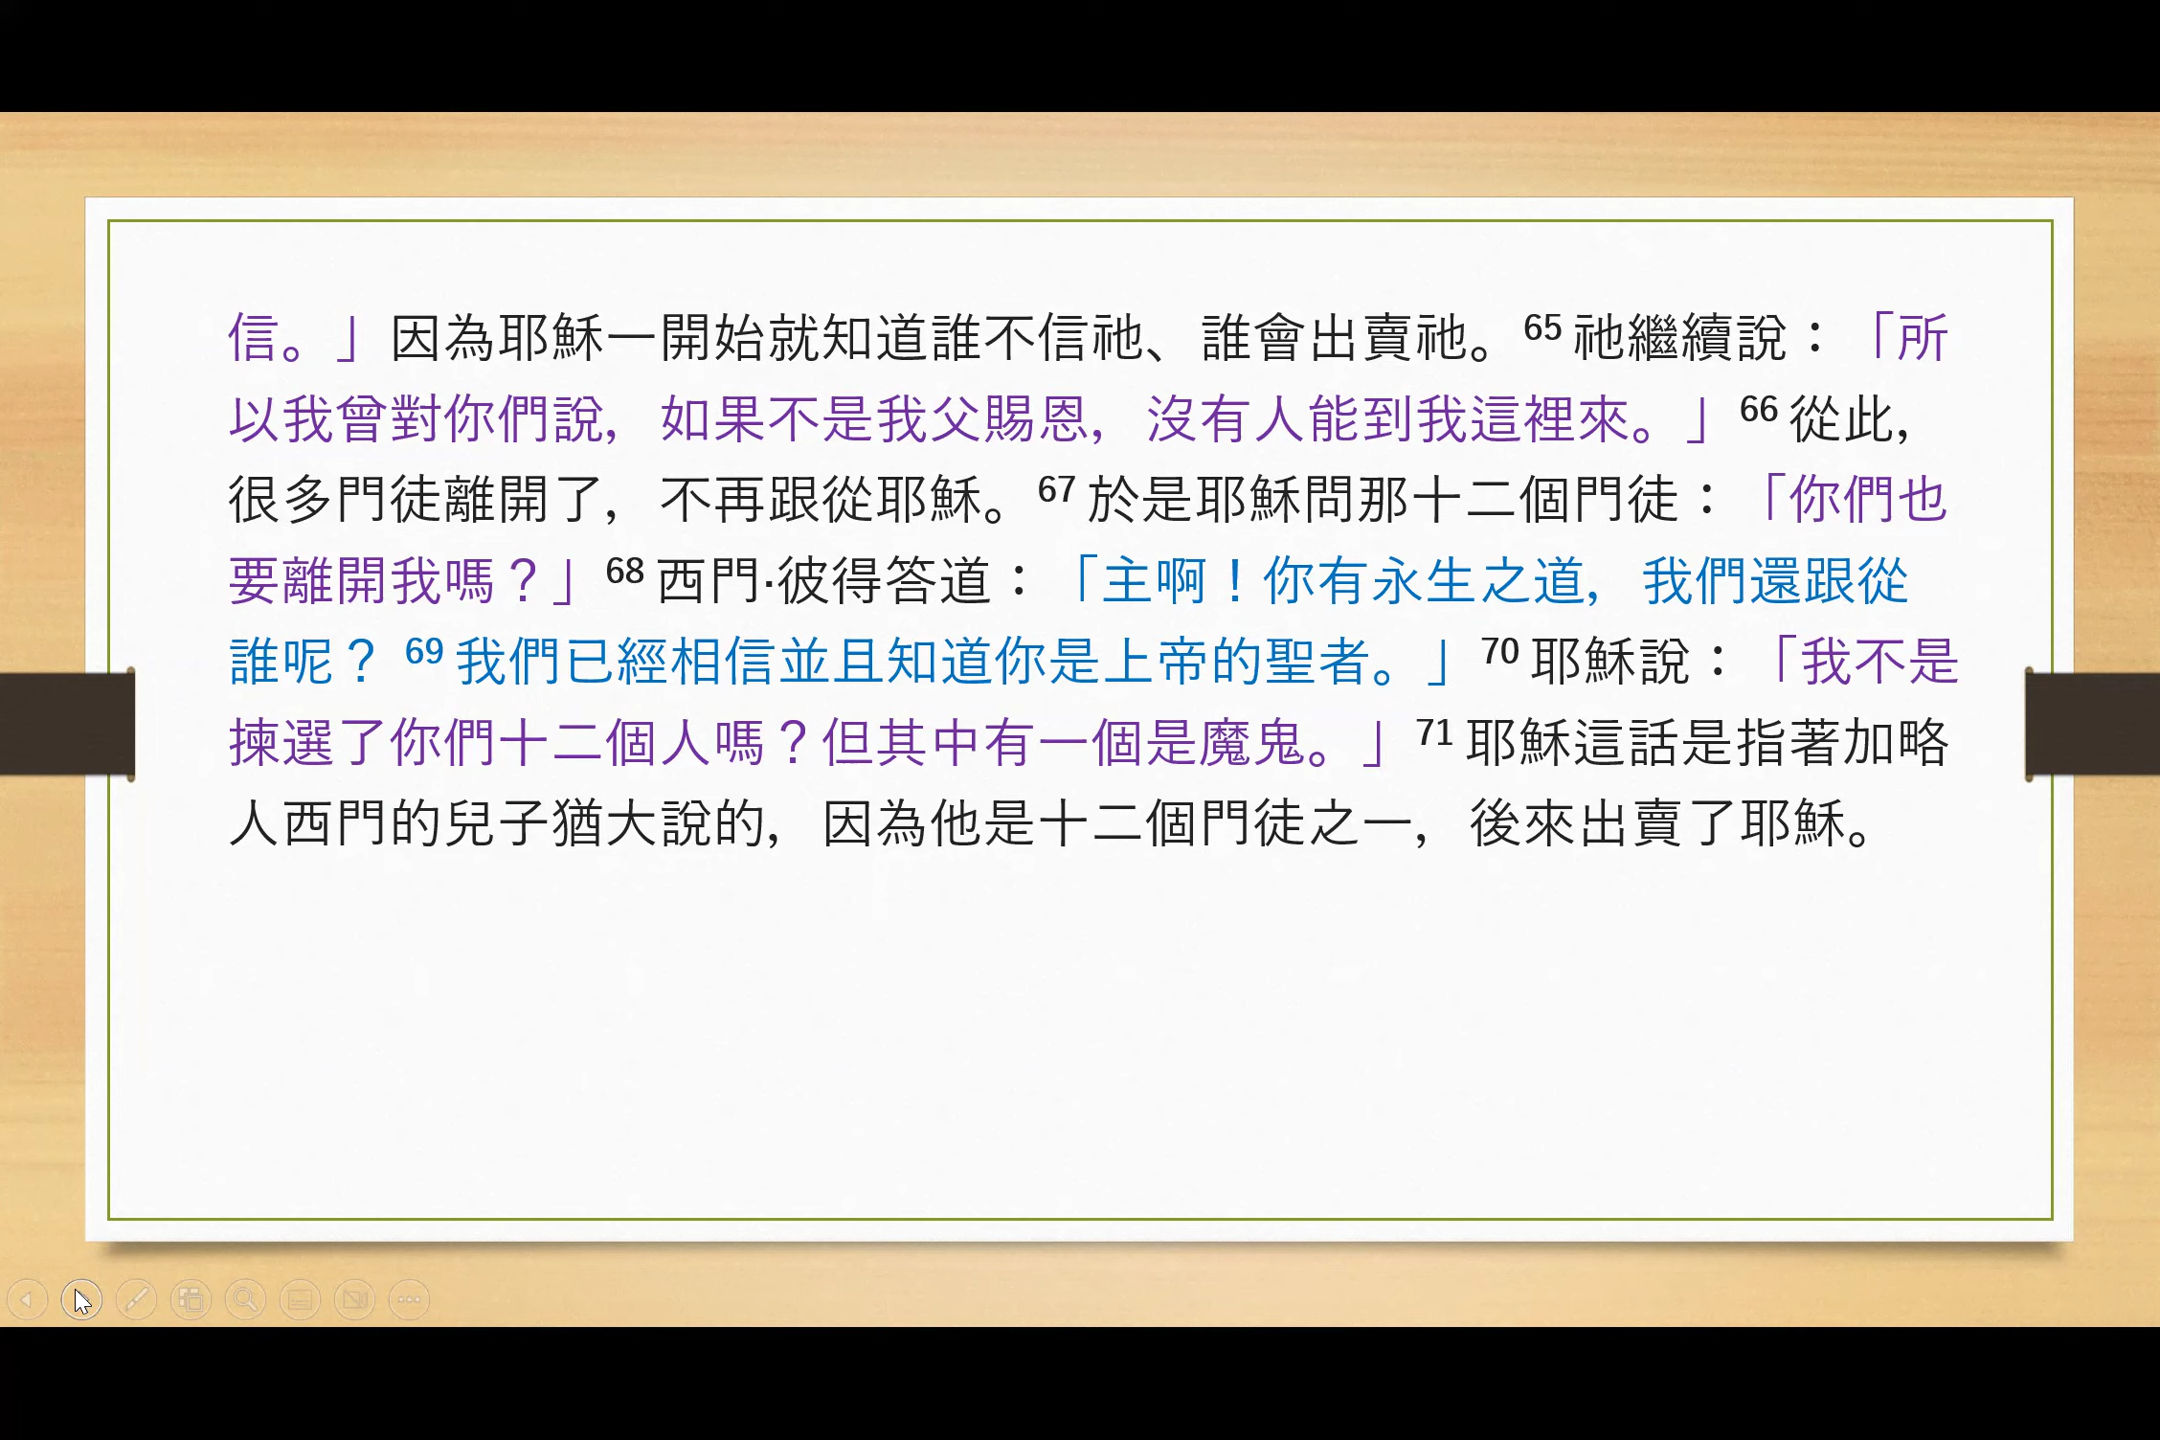 信。」因為耶穌一開始就知道誰不信祂、誰會出賣祂。65 祂繼續說：「所
以我曾對你們說，如果不是我父賜恩，沒有人能到我這裡來。」66 從此，
很多門徒離開了，不再跟從耶穌。67 於是耶穌問那十二個門徒：「你們也
要離開我嗎？」68 西門·彼得答道：「主啊！你有永生之道，我們還跟從
誰呢？ 69 我們已經相信並且知道你是上帝的聖者。」70 耶穌說：「我不是
揀選了你們十二個人嗎？但其中有一個是魔鬼。」71 耶穌這話是指著加略
人西門的兒子猶大說的，因為他是十二個門徒之一，後來出賣了耶穌。